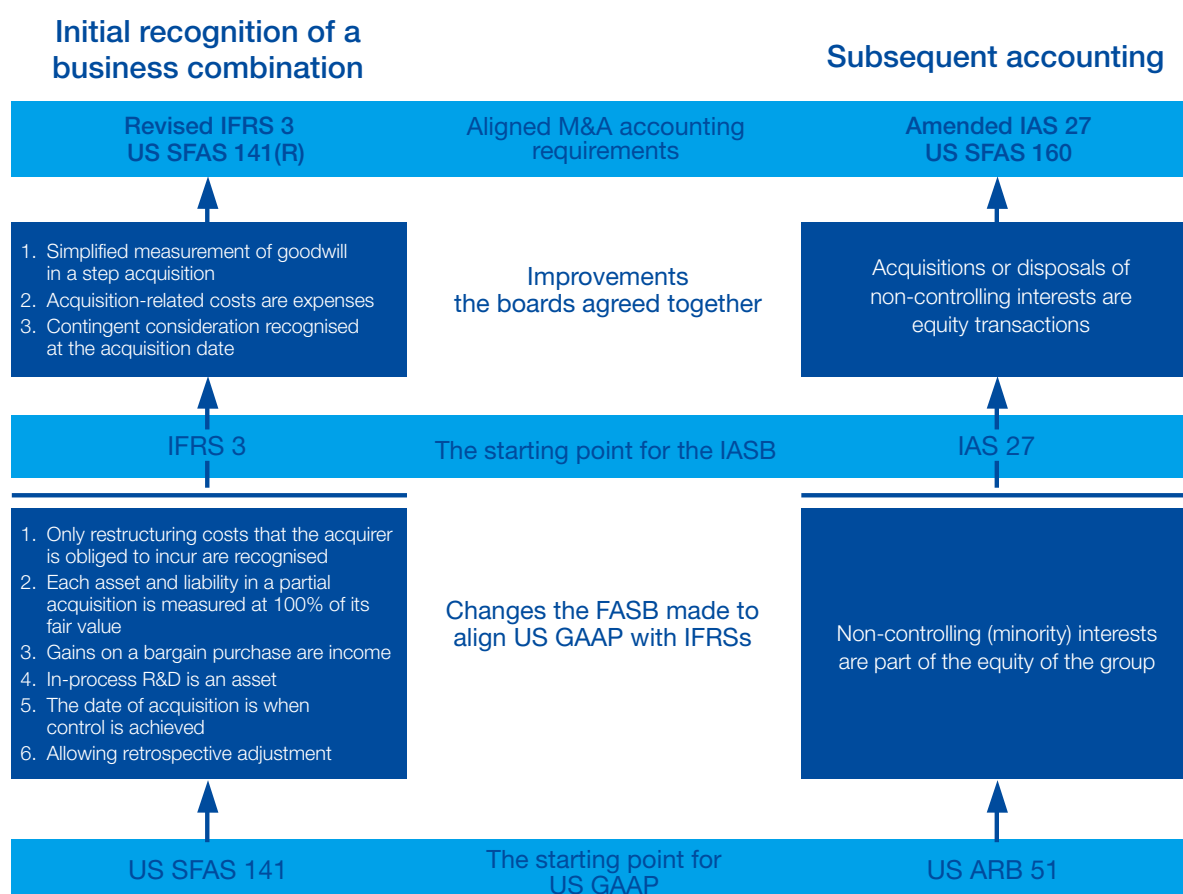 Initial recognition of a
business combination
Subsequent accounting
Revised IFRS 3
US SFAS 141(R)
Aligned M&A accounting
requirements
Amended IAS 27
US SFAS 160
1. Simplified measurement of goodwill
in a step acquisition
2. Acquisition-related costs are expenses
3. Contingent consideration recognised
at the acquisition date
Improvements
the boards agreed together
Acquisitions or disposals of
non-controlling interests are
equity transactions
IFRS 3
The starting point for the IASB
IAS 27
1. Only restructuring costs that the acquirer
is obliged to incur are recognised
2. Each asset and liability in a partial
acquisition is measured at 100% of its
fair value
3. Gains on a bargain purchase are income
4. In-process R&D is an asset
5. The date of acquisition is when
control is achieved
6. Allowing retrospective adjustment
Changes the FASB made to
align US GAAP with IFRSs
Non-controlling (minority) interests
are part of the equity of the group
US SFAS 141
The starting point for
US GAAP
US ARB 51